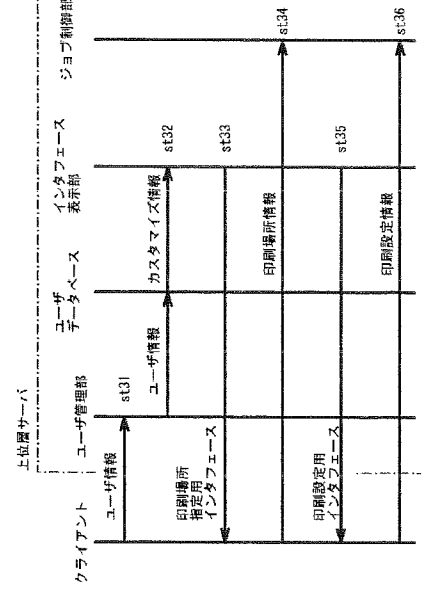 上位層サーバ
クライアント
ユーザ管理部
ユーザ
データベース
インタフェース
表示部
ジョブ制御部
ユーザ情報
st31
ユーザ情報
カスタマイズ情報
st32
印刷場所
指定用
インタフェース
st33
印刷場所情報
st34
印刷設定用
インタフェース
st35
印刷設定情報
st36